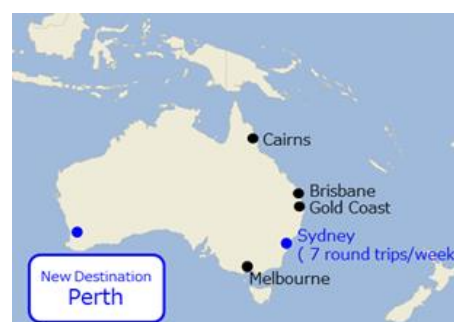 Cairns
Brisbane
Gold Coast
Sydney
( 7 round trips/week
Melbourne
New Destination
Perth